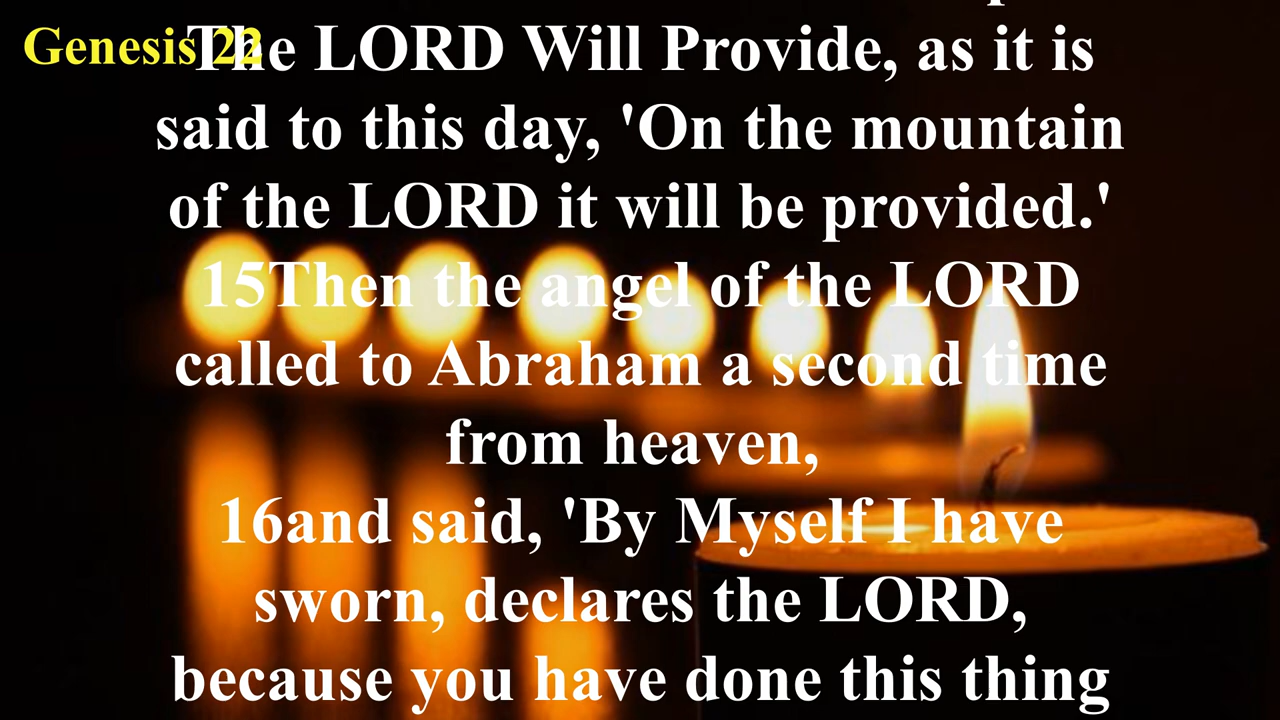 Genesis 22
The LORD Will Provide, as it is
said to this day, 'On the mountain
of the LORD it will be provided.'
15Then the angel of the LORD
called to Abraham a second time
from heaven,
16and said, 'By Myself I have
sworn, declares the LORD,
because you have done this thing